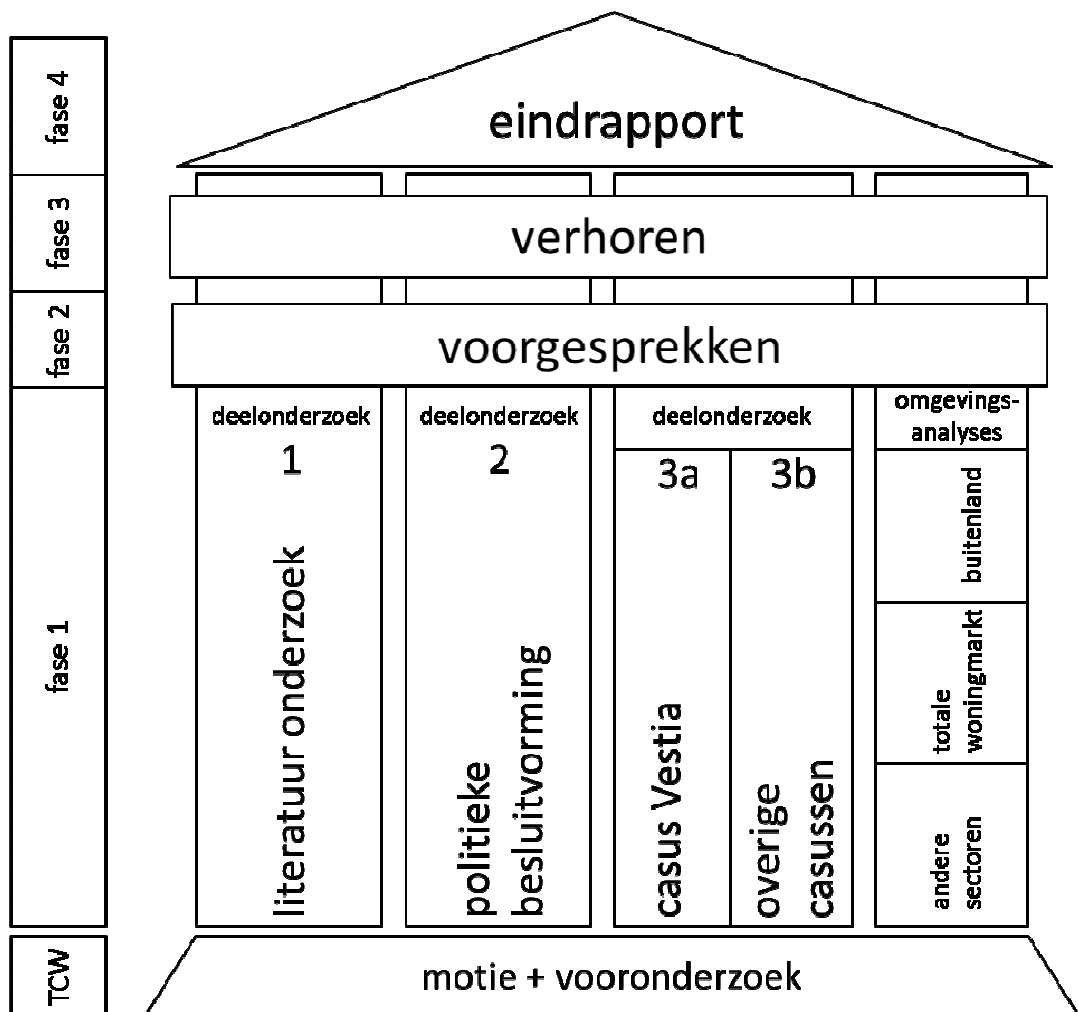 fase 4
eindrapport
fase 3
verhoren
fase 2
voorgesprekken
fase 1
deelonderzoek
1
literatuur onderzoek
deelonderzoek
2
politieke
besluitvorming
deelonderzoek
3a
casus Vestia
3b
overige
casussen
omgevings-
analyses
buitenland
totale
woningmarkt
andere
sectoren
TCW
motie + vooronderzoek